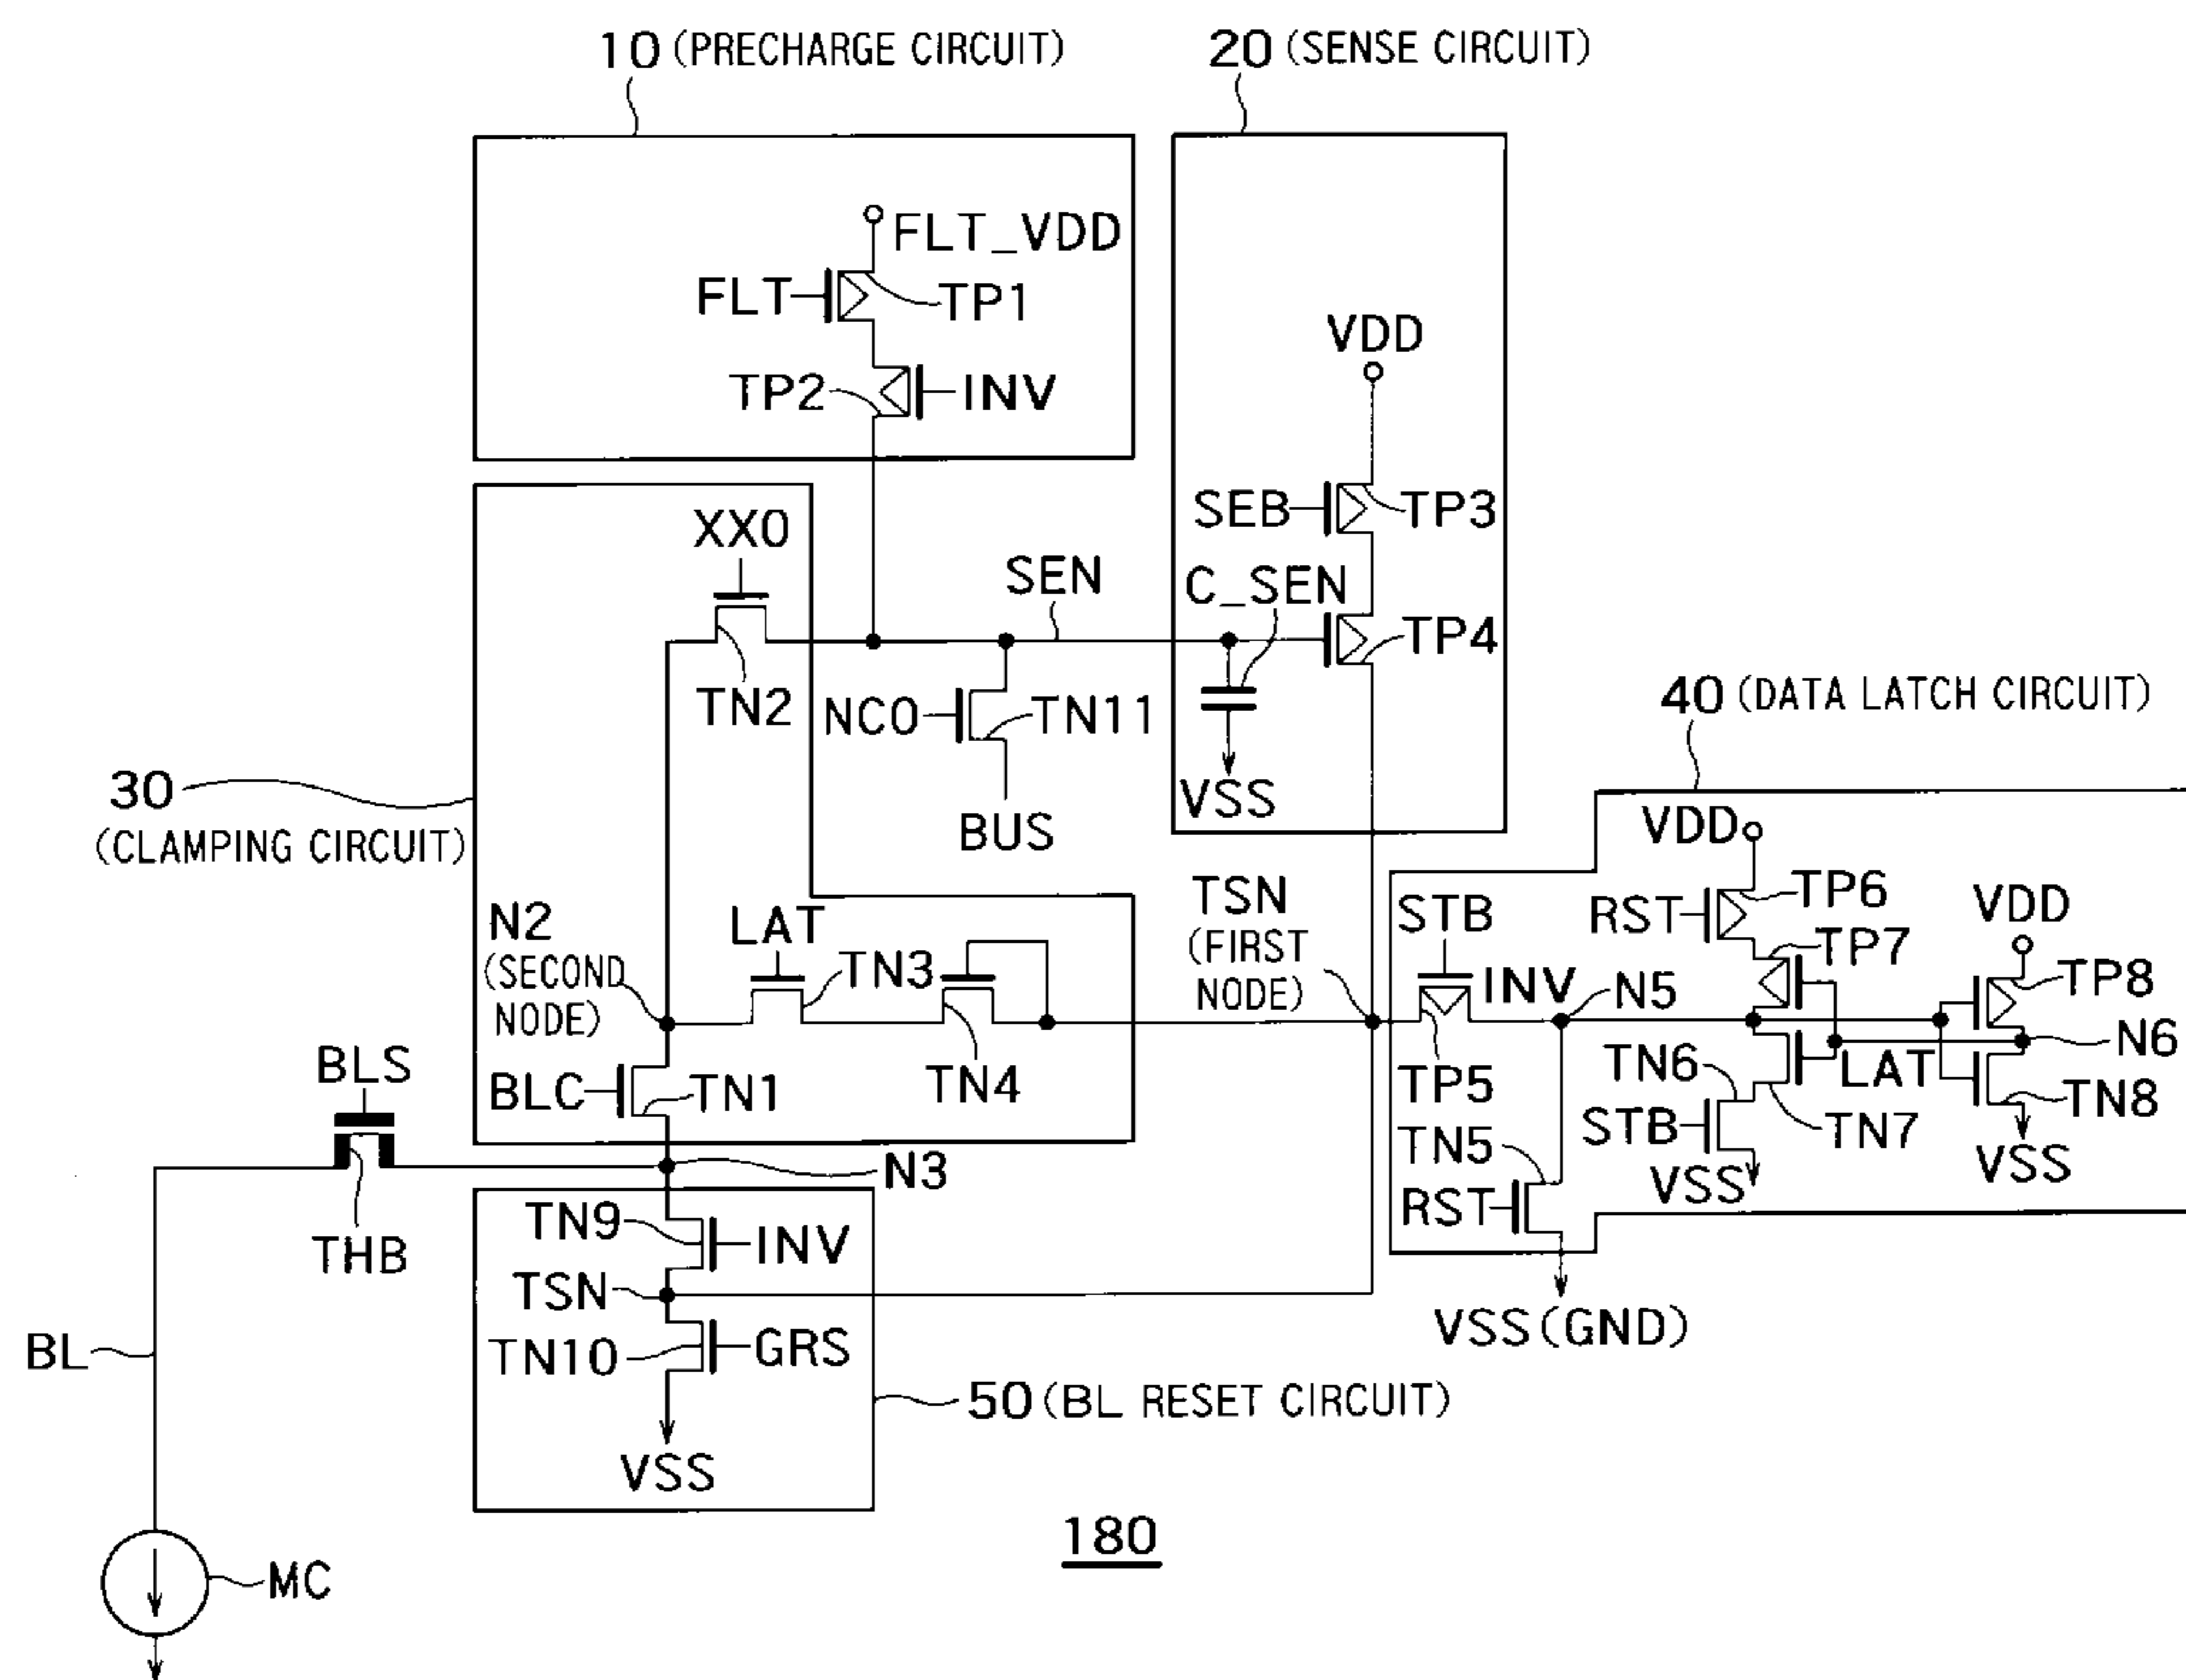 10 (PRECHARGE CIRCUIT)
20 (SENSE CIRCUIT)
FLT_VDD
FLT
TP1
TP2
INV
VDD
SEB
TP3
XX0
SEN
C_SEN
TP4
TN2
NCO
TN11
VSS
BUS
30
(CLAMPING CIRCUIT)
40 (DATA LATCH CIRCUIT)
VDD
RST
TP6
TP7
VDD
TP8
N2
(SECOND
NODE)
LAT
TN3
TN4
TSN
(FIRST
NODE)
STB
INV
N5
N6
TP5
TN6
LAT
TN8
TN7
STB
VSS
VSS
BLC
TN1
BLS
THB
N3
TN5
RST
VSS(GND)
TN9
INV
TSN
TN10
GRS
VSS
50 (BL RESET CIRCUIT)
BL
MC
180